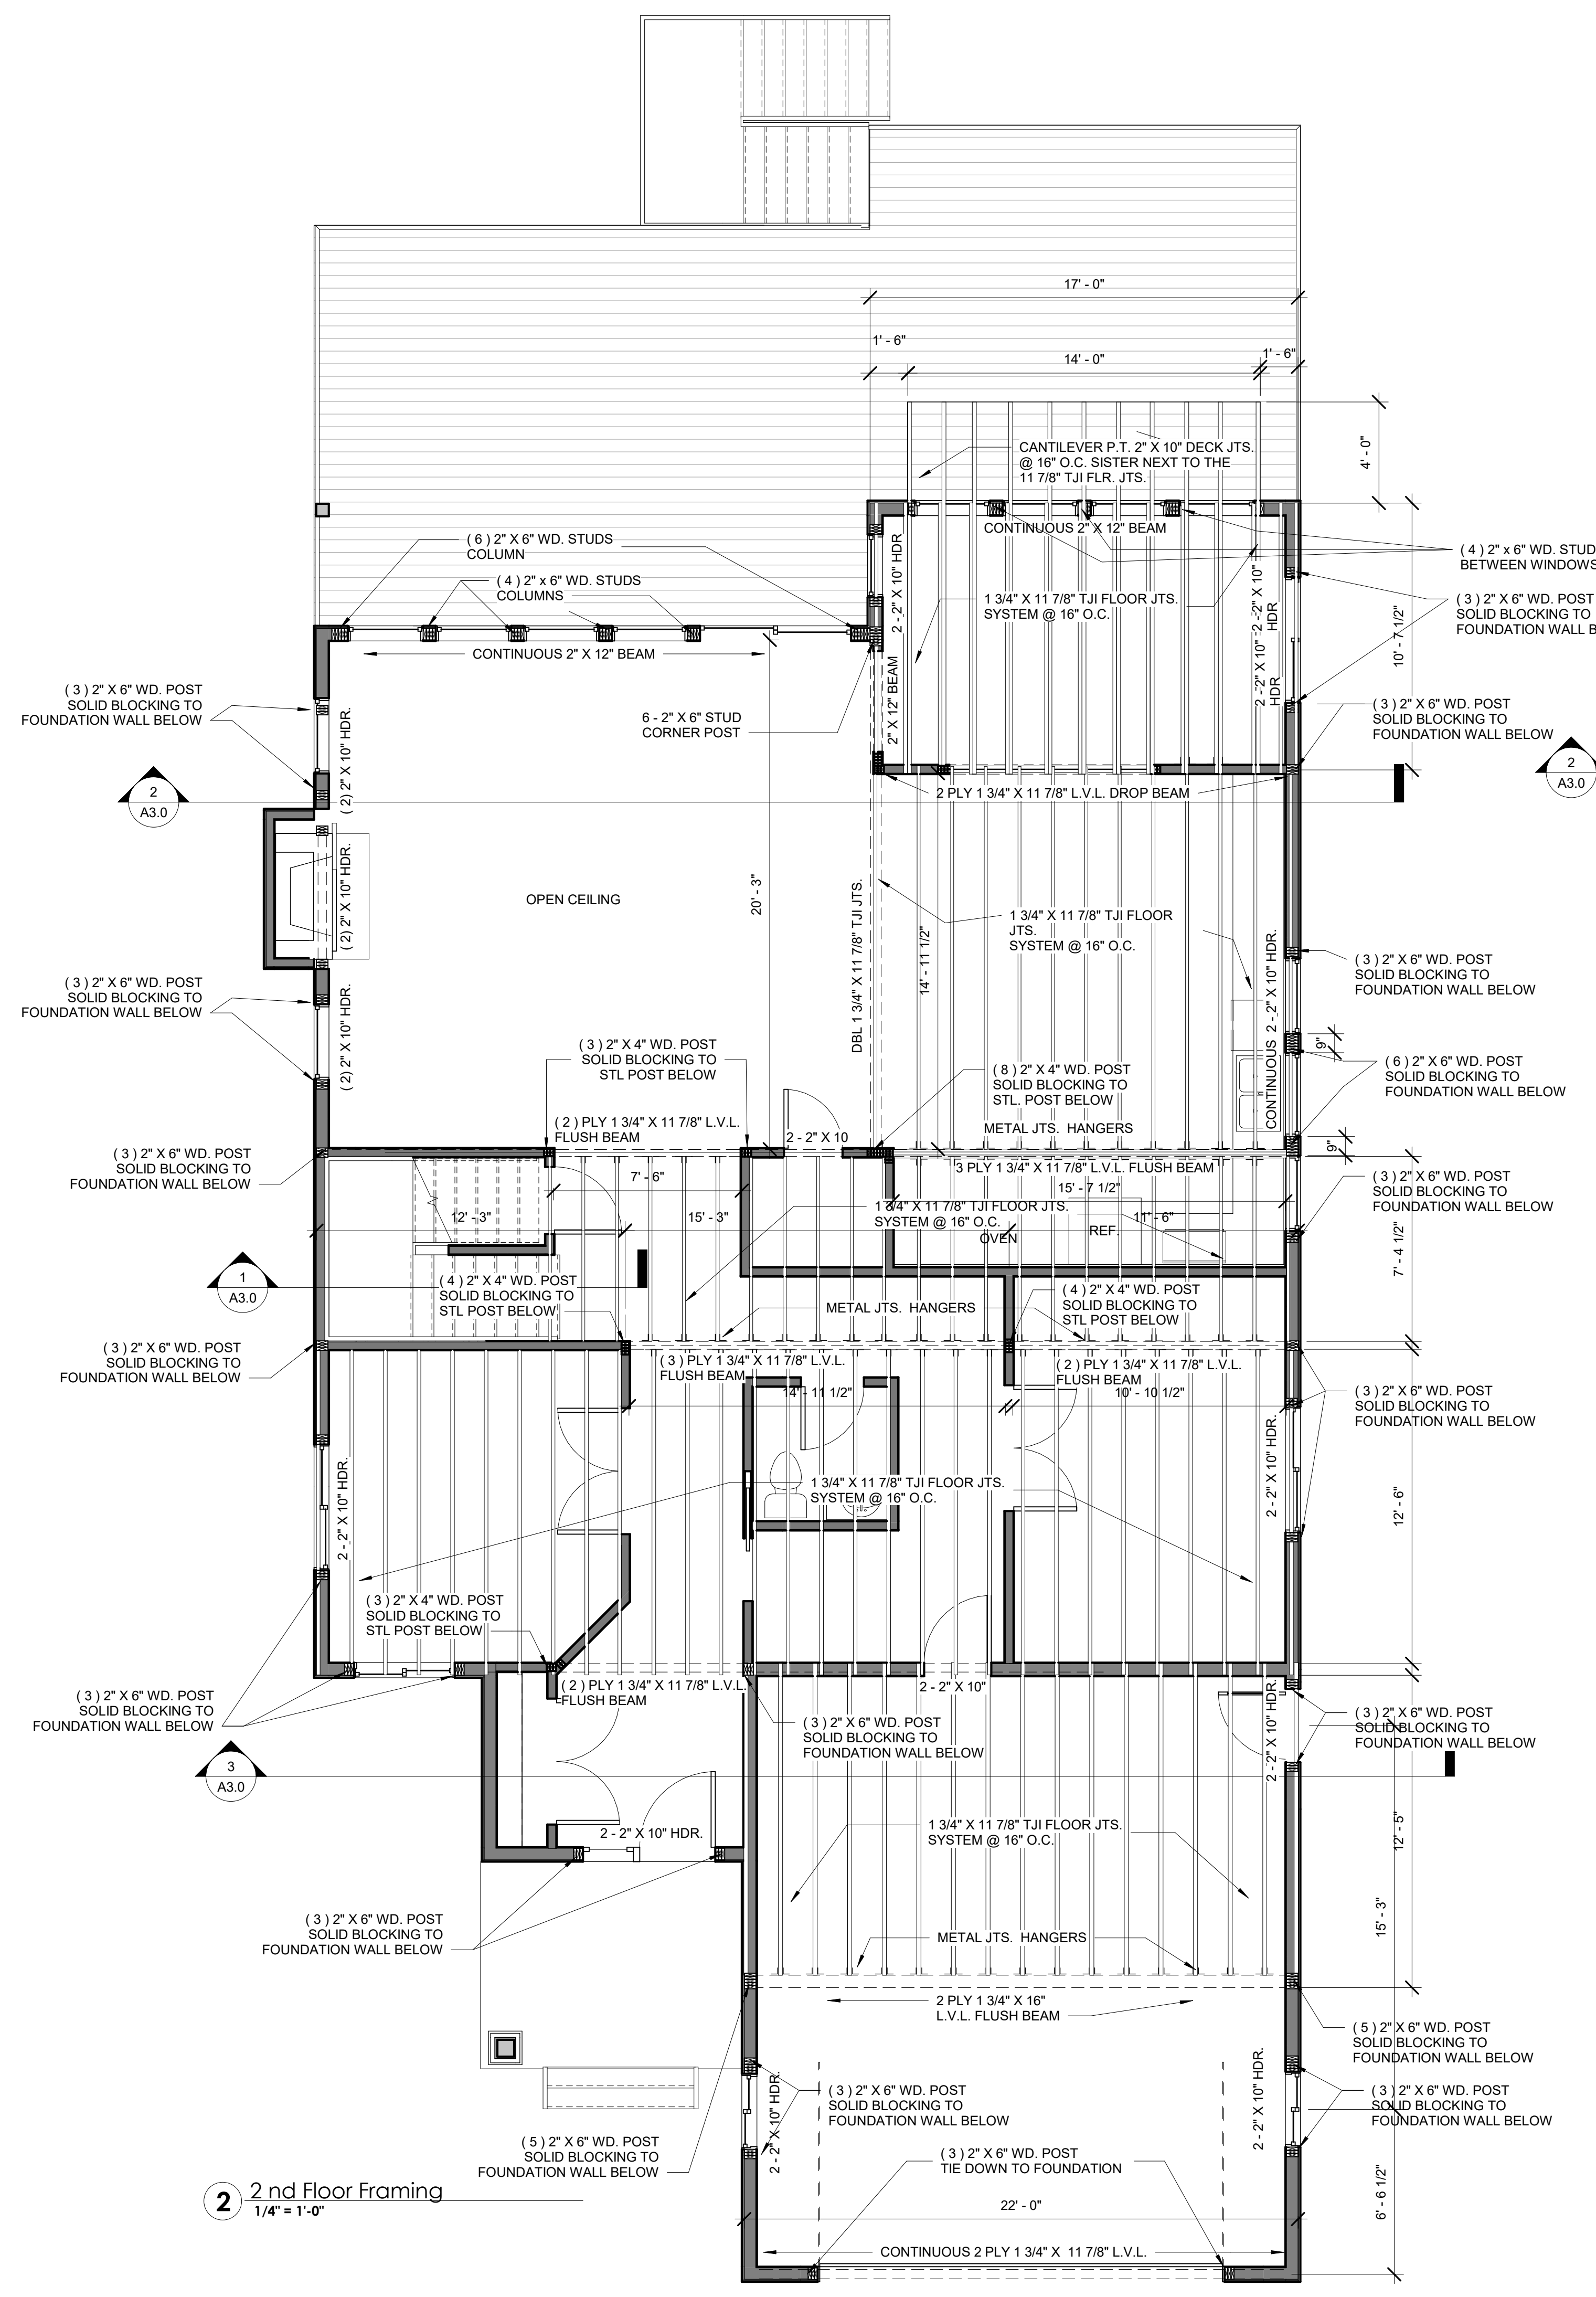 17' - 0"
1' - 6"
14' - 0"
1' - 6"
4' - 0"
CANTILEVER P.T. 2" X 10" DECK JTS.
@ 16" O.C. SISTER NEXT TO THE
11 7/8" TJI FLR. JTS.
CONTINUOUS 2" X 12" BEAM
( 6 ) 2" X 6" WD. STUDS
COLUMN
( 4 ) 2" x 6" WD. STUDS
COLUMNS
CONTINUOUS 2" X 12" BEAM
2 - 2" X 10" HDR
2" X 12" BEAM
1 3/4" X 11 7/8" TJI FLOOR JTS.
SYSTEM @ 16" O.C.
2 - 2" X 10"
HDR
2 - 2" X 10"
HDR
( 4 ) 2" x 6" WD. STUD
BETWEEN WINDOWS
( 3 ) 2" X 6" WD. POST
SOLID BLOCKING TO
FOUNDATION WALL B
10' - 7 1/2"
( 3 ) 2" X 6" WD. POST
SOLID BLOCKING TO
FOUNDATION WALL BELOW
( 3 ) 2" X 6" WD. POST
SOLID BLOCKING TO
FOUNDATION WALL BELOW
6 - 2" X 6" STUD
CORNER POST
( 2) 2" X 10" HDR.
2
A3.0
2
A3.0
2 PLY 1 3/4" X 11 7/8" L.V.L. DROP BEAM
( 2) 2" X 10" HDR.
OPEN CEILING
20' - 3"
DBL 1 3/4" X 11 7/8" TJI JTS.
14' - 11 1/2"
1 3/4" X 11 7/8" TJI FLOOR
JTS.
SYSTEM @ 16" O.C.
CONTINUOUS  2 - 2" X 10" HDR.
( 3 ) 2" X 6" WD. POST
SOLID BLOCKING TO
FOUNDATION WALL BELOW
( 3 ) 2" X 6" WD. POST
SOLID BLOCKING TO
FOUNDATION WALL BELOW
( 2) 2" X 10" HDR.
9"
( 3 ) 2" X 4" WD. POST
SOLID BLOCKING TO
STL POST BELOW
( 8 ) 2" X 4" WD. POST
SOLID BLOCKING TO
STL. POST BELOW
( 6 ) 2" X 6" WD. POST
SOLID BLOCKING TO
FOUNDATION WALL BELOW
( 2 ) PLY 1 3/4" X 11 7/8" L.V.L.
FLUSH BEAM
2 - 2" X 10
METAL JTS.  HANGERS
9"
( 3 ) 2" X 6" WD. POST
SOLID BLOCKING TO
FOUNDATION WALL BELOW
3 PLY 1 3/4" X 11 7/8" L.V.L. FLUSH BEAM
7' - 6"
15' - 7 1/2"
( 3 ) 2" X 6" WD. POST
SOLID BLOCKING TO
FOUNDATION WALL BELOW
1 3/4" X 11 7/8" TJI FLOOR JTS.
SYSTEM @ 16" O.C.
12' - 3"
15' - 3"
11' - 6"
OVEN
REF.
7' - 4 1/2"
1
A3.0
( 4 ) 2" X 4" WD. POST
SOLID BLOCKING TO
STL POST BELOW
METAL JTS.  HANGERS
( 4 ) 2" X 4" WD. POST
SOLID BLOCKING TO
STL POST BELOW
( 3 ) 2" X 6" WD. POST
SOLID BLOCKING TO
FOUNDATION WALL BELOW
( 3 ) PLY 1 3/4" X 11 7/8" L.V.L.
FLUSH BEAM
( 2 ) PLY 1 3/4" X 11 7/8" L.V.L.
FLUSH BEAM
14' - 11 1/2"
10' - 10 1/2"
( 3 ) 2" X 6" WD. POST
SOLID BLOCKING TO
FOUNDATION WALL BELOW
2 - 2" X 10" HDR.
2 - 2" X 10" HDR.
1 3/4" X 11 7/8" TJI FLOOR JTS.
SYSTEM @ 16" O.C.
12' - 6"
( 3 ) 2" X 4" WD. POST
SOLID BLOCKING TO
STL POST BELOW
( 2 ) PLY 1 3/4" X 11 7/8" L.V.L.
FLUSH BEAM
2 - 2" X 10"
( 3 ) 2" X 6" WD. POST
SOLID BLOCKING TO
FOUNDATION WALL BELOW
( 3 ) 2" X 6" WD. POST
SOLID BLOCKING TO
FOUNDATION WALL BELOW
2 - 2" X 10" HDR.
( 3 ) 2" X 6" WD. POST
SOLID BLOCKING TO
FOUNDATION WALL BELOW
3
A3.0
2 - 2" X 10" HDR.
1 3/4" X 11 7/8" TJI FLOOR JTS.
SYSTEM @ 16" O.C.
12' - 5"
( 3 ) 2" X 6" WD. POST
SOLID BLOCKING TO
FOUNDATION WALL BELOW
METAL JTS.  HANGERS
15' - 3"
2 PLY 1 3/4" X 16"
L.V.L. FLUSH BEAM
( 5 ) 2" X 6" WD. POST
SOLID BLOCKING TO
FOUNDATION WALL BELOW
2 - 2" X 10" HDR.
( 3 ) 2" X 6" WD. POST
SOLID BLOCKING TO
FOUNDATION WALL BELOW
2 - 2" X 10" HDR.
( 3 ) 2" X 6" WD. POST
SOLID BLOCKING TO
FOUNDATION WALL BELOW
( 5 ) 2" X 6" WD. POST
SOLID BLOCKING TO
FOUNDATION WALL BELOW
( 3 ) 2" X 6" WD. POST
TIE DOWN TO FOUNDATION
22' - 0"
6' - 6 1/2"
CONTINUOUS 2 PLY 1 3/4" X  11 7/8" L.V.L.
2
2 nd Floor Framing
1/4" = 1'-0"